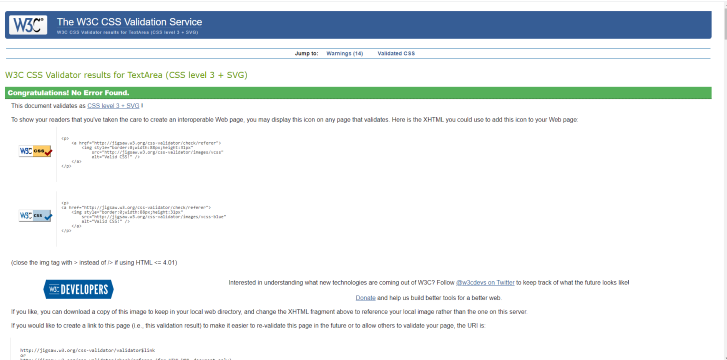 W3C®
The W3C CSS Validation Service
W3C CSS Validator results for TextArea (CSS level 3 + SVG)
Jump to: Warnings (14) Validated CSS
W3C CSS Validator results for TextArea (CSS level 3 + SVG)
Congratulations! No Error Found.
This document validates as CSS level 3 + SVG !
To show your readers that you've taken the care to create an interoperable Web page, you may display this icon on any page that validates. Here is the XHTML you could use to add this icon to your Web page:
W3C css
<p>
<a href="http://jigsaw.w3.org/css-validator/check/referer">
<img style="border:0;width:88px;height:31px"
src="http://jigsaw.w3.org/css-validator/images/vcss"
alt="Valid CSS!" />
</a>
</p>
W3C css
<p>
<a href="http://jigsaw.w3.org/css-validator/check/referer">
<img style="border:0;width:88px;height:31px"
src="http://jigsaw.w3.org/css-validator/images/vcss-blue"
alt="Valid CSS!" />
</a>
</p>
(close the img tag with > instead of /> if using HTML <= 4.01)
W3C DEVELOPERS
Interested in understanding what new technologies are coming out of W3C? Follow @w3cdevs on Twitter to keep track of what the future looks like!
Donate and help us build better tools for a better web.
If you like, you can download a copy of this image to keep in your local web directory, and change the XHTML fragment above to reference your local image rather than the one on this server.
If you would like to create a link to this page (i.e., this validation result) to make it easier to re-validate this page in the future or to allow others to validate your page, the URI is:
http://jigsaw.w3.org/css-validator/validator$link
or